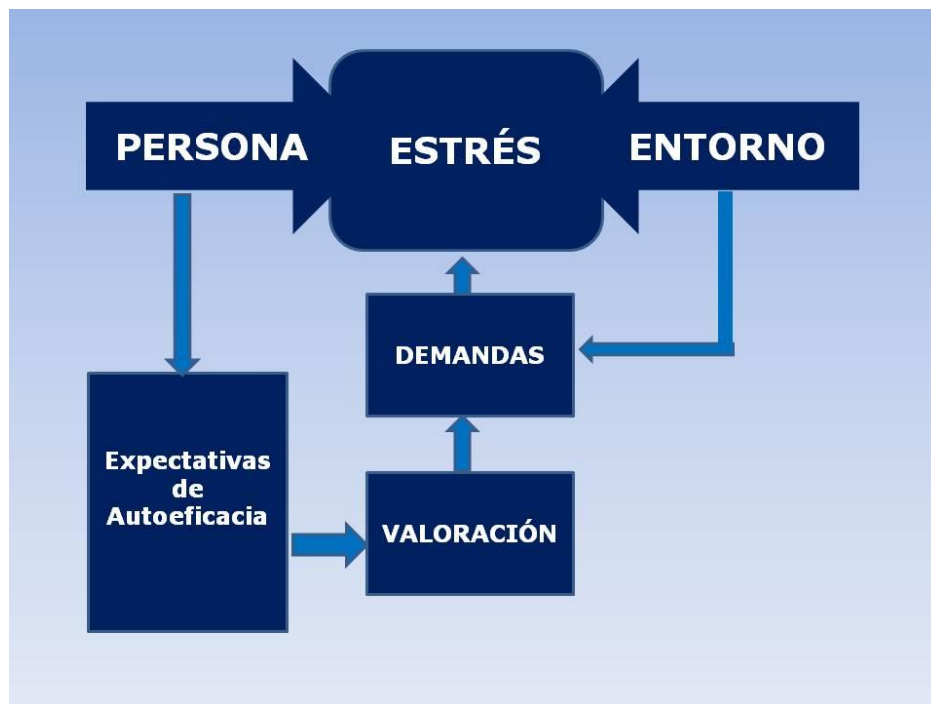 PERSONA
ESTRÉS
ENTORNO
DEMANDAS
Expectativas
de
Autoeficacia
VALORACIÓN